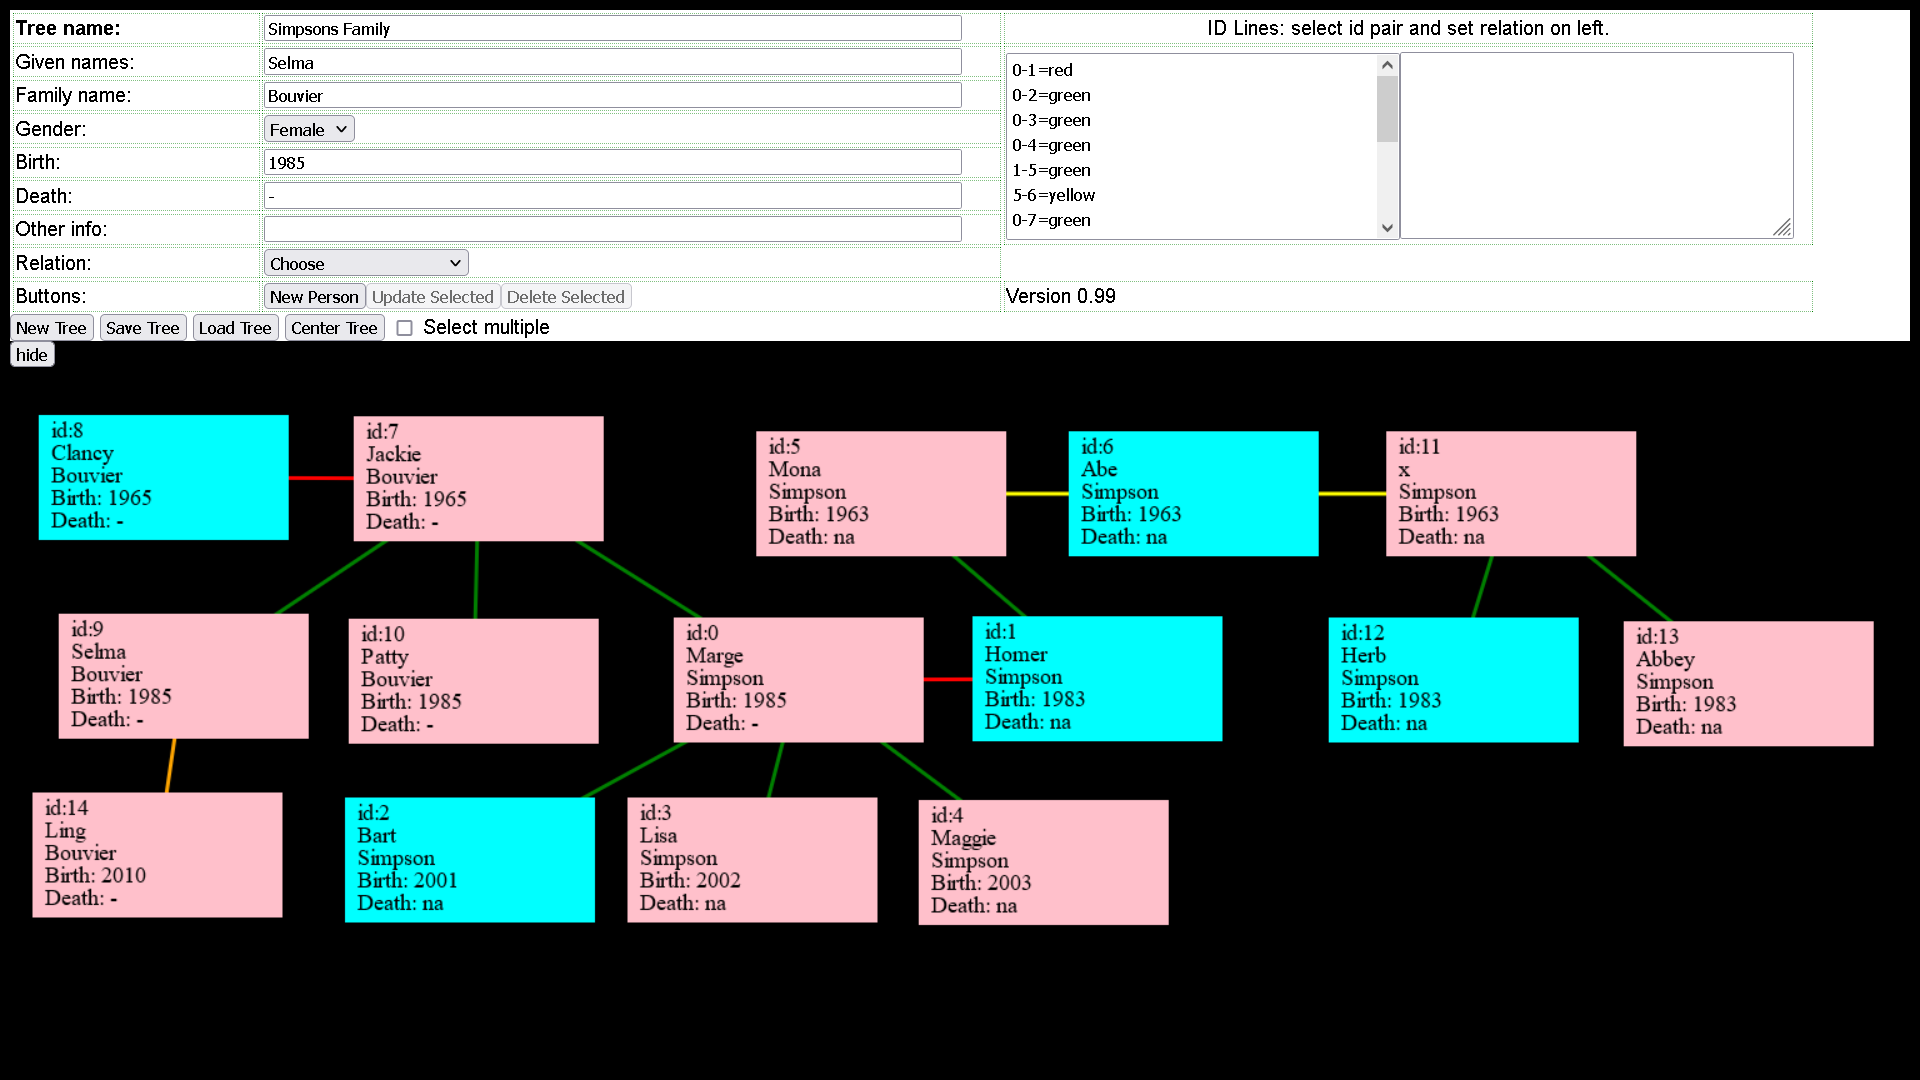 Tree name: Simpsons Family
ID Lines: select id pair and set relation on left.
Given names: Selma
Family name: Bouvier
Gender: Female
Birth: 1985
Death: -
Other info:
Relation: Choose
Buttons: New Person Update Selected Delete Selected
0-1=red
0-2=green
0-3=green
0-4=green
1-5=green
5-6=yellow
0-7=green
Version 0.99
New Tree Save Tree Load Tree Center Tree Select multiple
hide
id:8
Clancy
Bouvier
Birth: 1965
Death: -
id:7
Jackie
Bouvier
Birth: 1965
Death: -
id:5
Mona
Simpson
Birth: 1963
Death: na
id:6
Abe
Simpson
Birth: 1963
Death: na
id:11
x
Simpson
Birth: 1963
Death: na
id:9
Selma
Bouvier
Birth: 1985
Death: -
id:10
Patty
Bouvier
Birth: 1985
Death: -
id:0
Marge
Simpson
Birth: 1985
Death: -
id:1
Homer
Simpson
Birth: 1983
Death: na
id:12
Herb
Simpson
Birth: 1983
Death: na
id:13
Abbey
Simpson
Birth: 1983
Death: na
id:14
Ling
Bouvier
Birth: 2010
Death: -
id:2
Bart
Simpson
Birth: 2001
Death: na
id:3
Lisa
Simpson
Birth: 2002
Death: na
id:4
Maggie
Simpson
Birth: 2003
Death: na